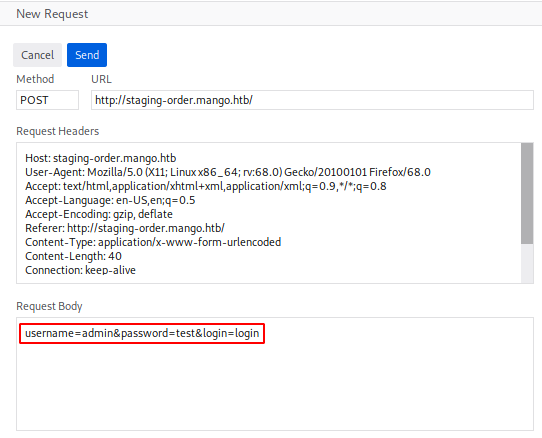 New Request
Cancel Send
Method URL
POST http://staging-order.mango.htb/
Request Headers
Host: staging-order.mango.htb
User-Agent: Mozilla/5.0 (X11; Linux x86_64; rv:68.0) Gecko/20100101 Firefox/68.0
Accept: text/html,application/xhtml+xml,application/xml;q=0.9,*/*;q=0.8
Accept-Language: en-US,en;q=0.5
Accept-Encoding: gzip, deflate
Referer: http://staging-order.mango.htb/
Content-Type: application/x-www-form-urlencoded
Content-Length: 40
Connection: keep-alive
Request Body
username=admin&password=test&login=login